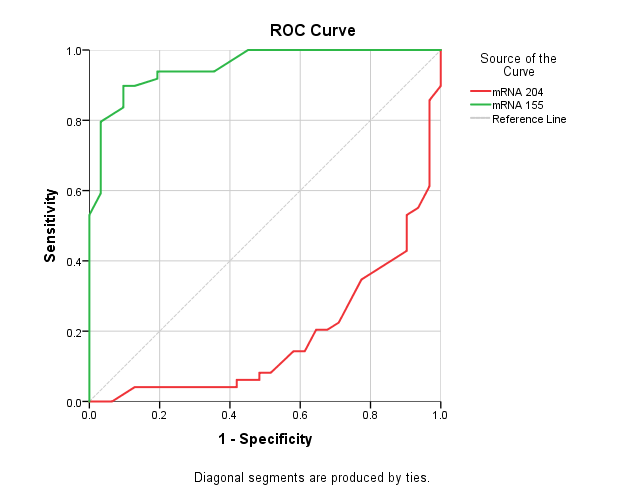 ROC Curve
Source of the
Curve
mRNA 204
mRNA 155
Reference Line
Sensitivity
1.0
0.8
0.6
0.4
0.2
0.0
0.0 0.2 0.4 0.6 0.8 1.0
1 - Specificity
Diagonal segments are produced by ties.